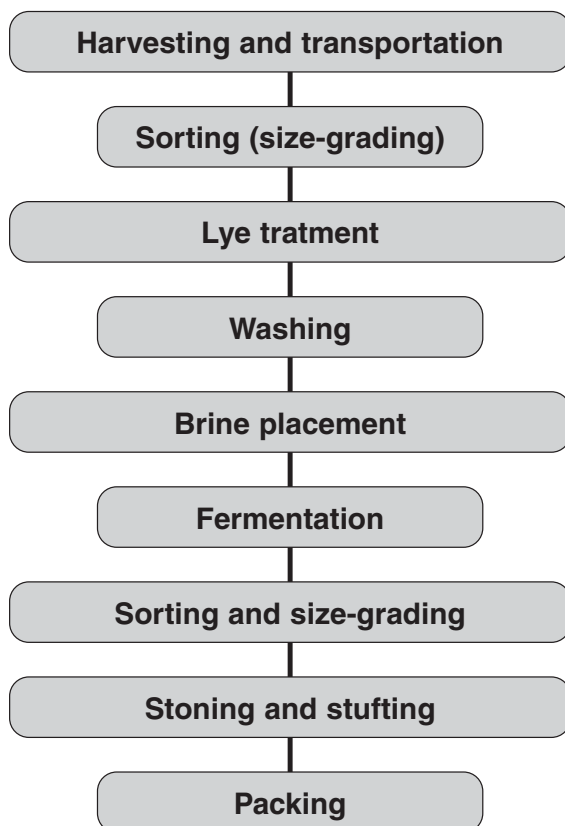 Harvesting and transportation
Sorting (size-grading)
Lye tratment
Washing
Brine placement
Fermentation
Sorting and size-grading
Stoning and stufting
Packing